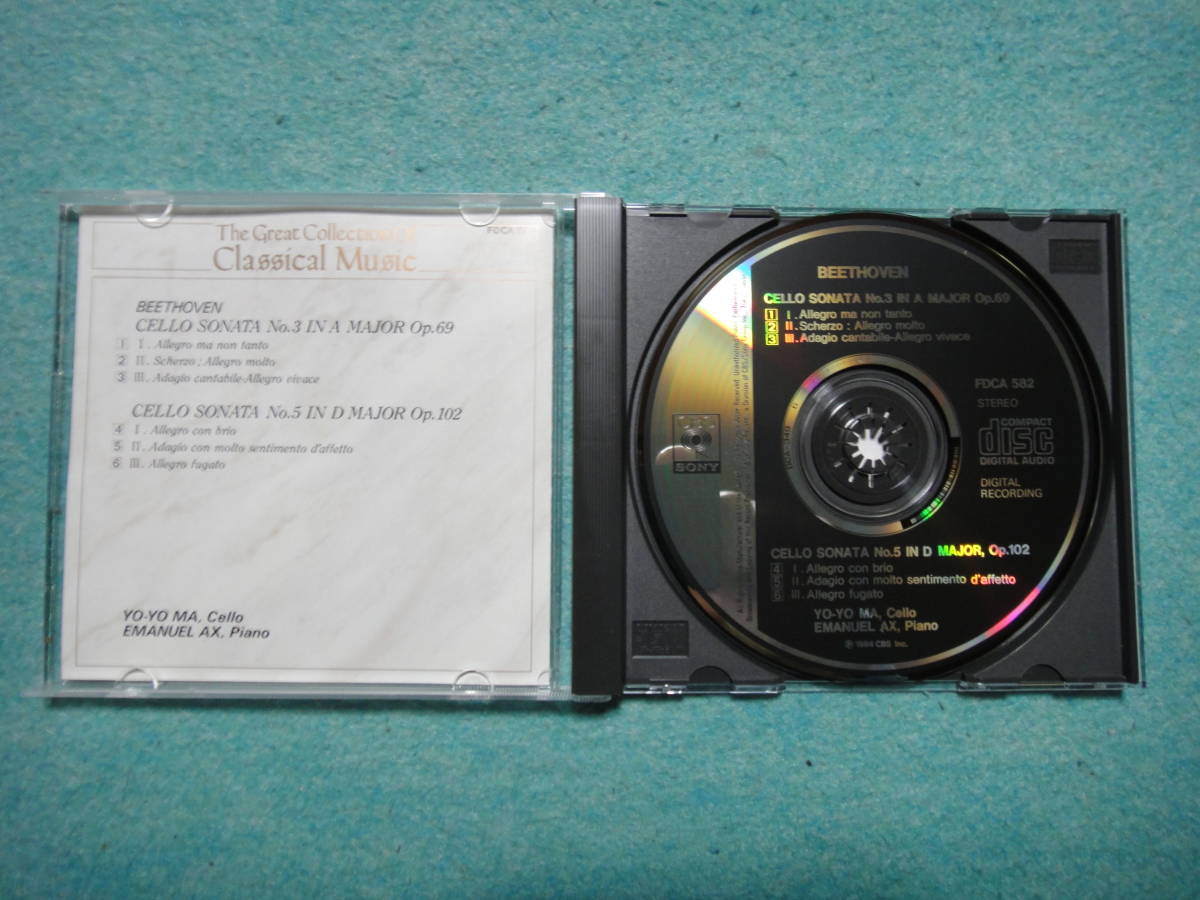 The Great Collection of
Classical Music
FDCA
BEETHOVEN
CELLO SONATA No.3 IN A MAJOR Op.69
1 I. Allegro ma non tanto
2 II. Scherzo; Allegro molto
3 III. Adagio cantabile-Allegro vivace
CELLO SONATA No.5 IN D MAJOR Op.102
4 I. Allegro con brio
5 II. Adagio con molto sentimento d'affetto
6 III. Allegro fugato
YO-YO MA, Cello
EMANUEL AX, Piano
BEETHOVEN
CELLO SONATA No.3 IN A MAJOR Op.69
1 I. Allegro ma non tanto
2 II. Scherzo : Allegro molto
3 III. Adagio cantabile-Allegro vivace
FDCA 582
STEREO
COMPACT
disc
DIGITAL AUDIO
DIGITAL
RECORDING
SONY
CELLO SONATA No.5 IN D MAJOR, Op.102
4 I. Allegro con brio
5 II. Adagio con molto sentimento d'affetto
6 III. Allegro fugato
YO-YO MA, Cello
EMANUEL AX, Piano
℗ 1984 CBS Inc.